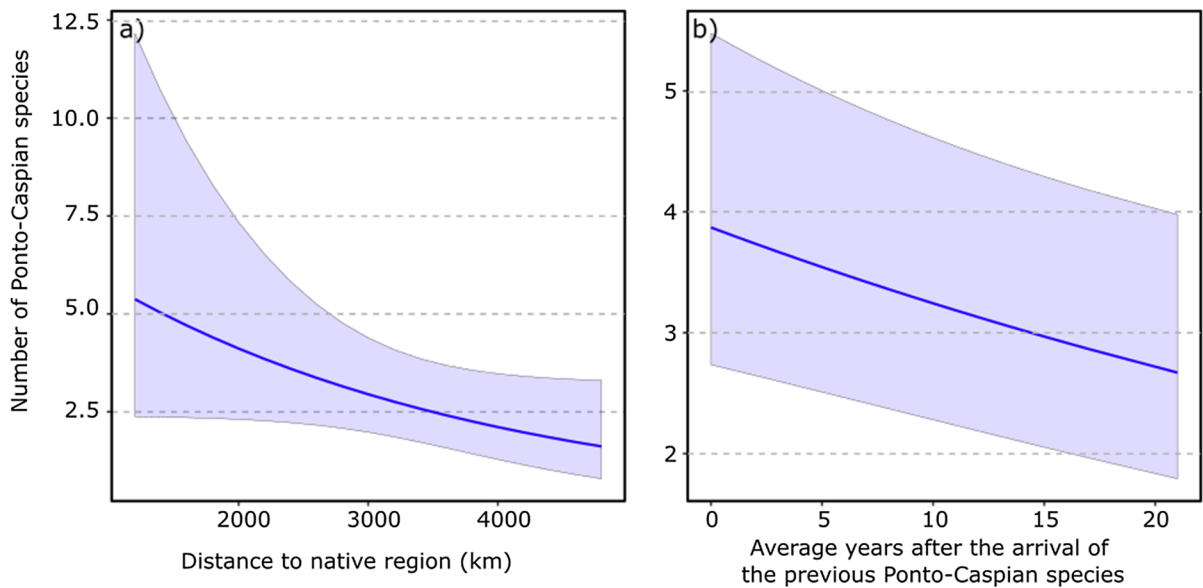 a)
Number of Ponto-Caspian species
12.5
10.0
7.5
5.0
2.5
2000 3000 4000
Distance to native region (km)
b)
5
4
3
2
0 5 10 15 20
Average years after the arrival of
the previous Ponto-Caspian species